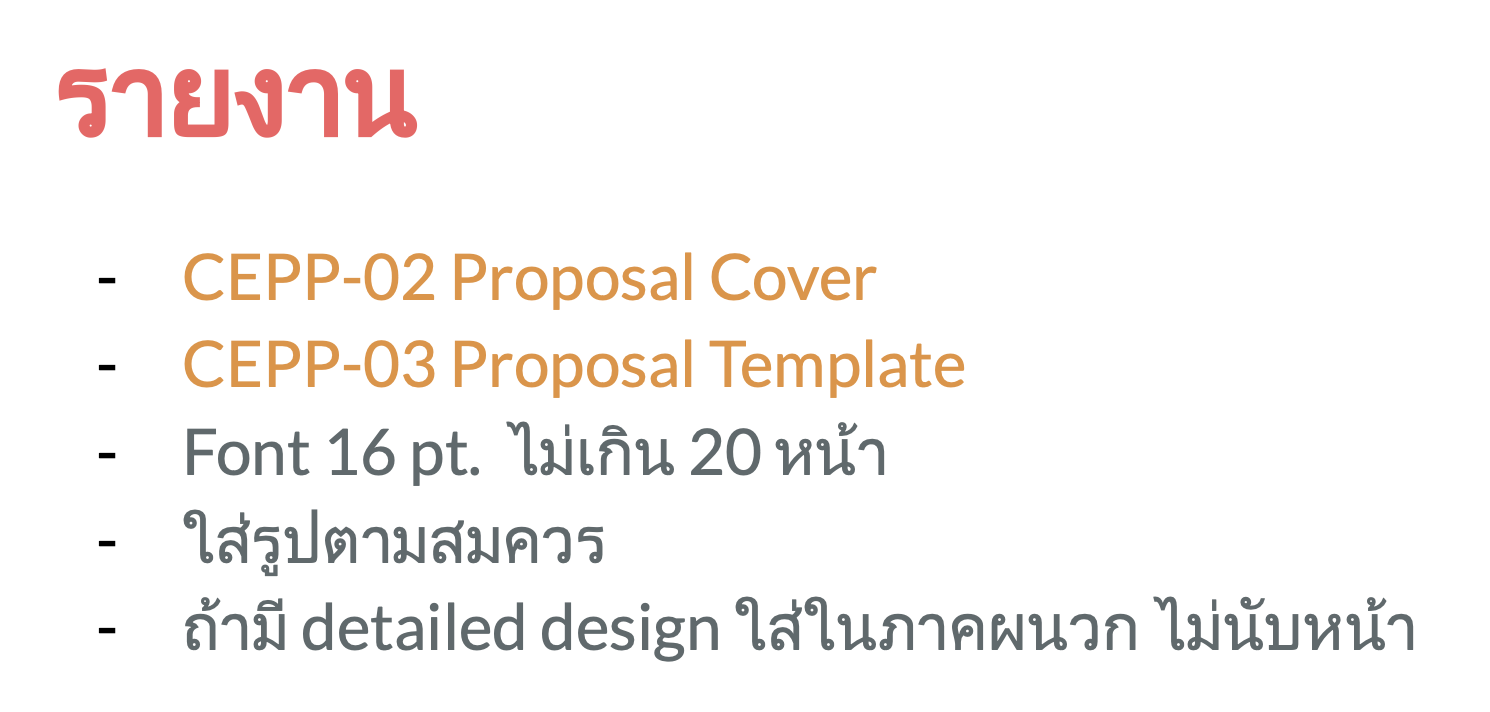 รายงาน
- CEPP-02 Proposal Cover
- CEPP-03 Proposal Template
- Font 16 pt. ไม่เกิน 20 หน้า
- ใส่รูปตามสมควร
- ถ้ามี detailed design ใส่ในภาคผนวก ไม่นับหน้า